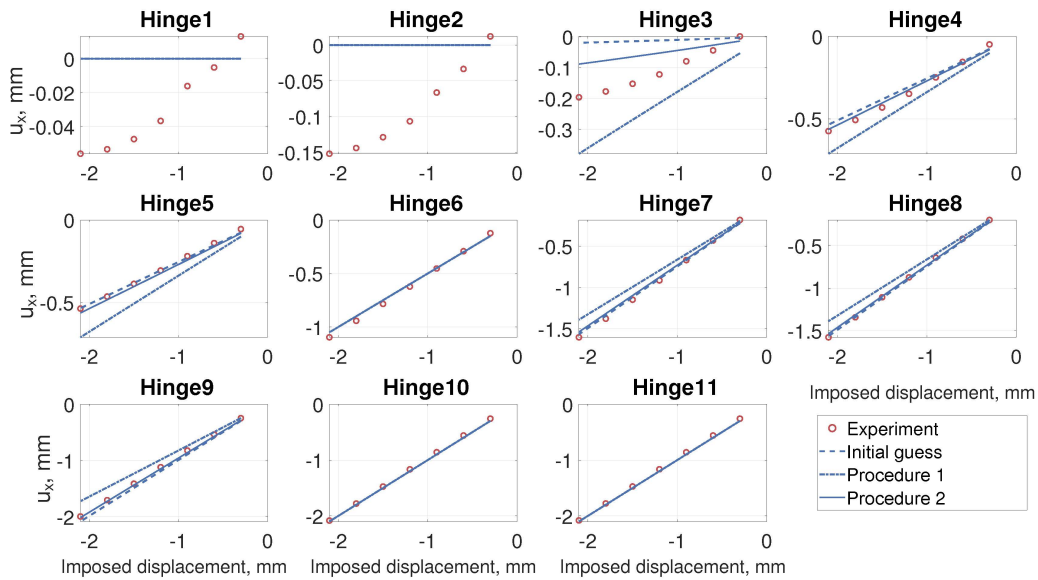 Hinge1 Hinge2 Hinge3 Hinge4
0 0 0 0
-0.02 -0.05 -0.1 -0.5
-0.04 -0.1 -0.2
-0.15 -0.3
uₓ, mm
-2 -1 0 -2 -1 0 -2 -1 0 -2 -1 0
Hinge5 Hinge6 Hinge7 Hinge8
0 0 -0.5 -0.5
-0.5 -0.5 -1 -1
-1 -1.5 -1.5
uₓ, mm
-2 -1 0 -2 -1 0 -2 -1 0 -2 -1 0
Imposed displacement, mm
Hinge9 Hinge10 Hinge11
0 0 0
-1 -1 -1
-2 -2 -2
uₓ, mm
-2 -1 0 -2 -1 0 -2 -1 0
Imposed displacement, mm Imposed displacement, mm Imposed displacement, mm
Experiment
Initial guess
Procedure 1
Procedure 2